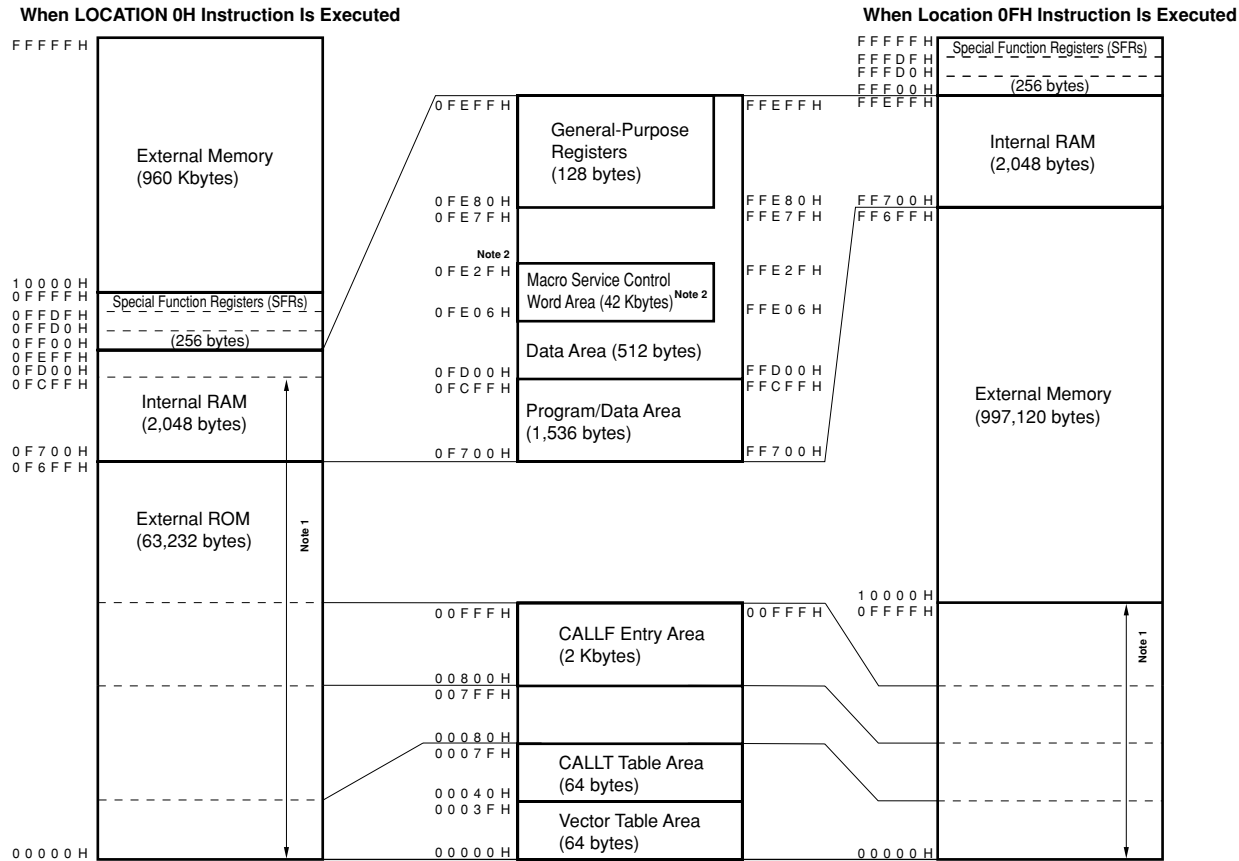 When LOCATION 0H Instruction Is Executed
FFFFFH
External Memory
(960 Kbytes)
10000H
0FFFFH
Special Function Registers (SFRs)
0FFDFH
0FFD0H
(256 bytes)
0FF00H
0FEFFH
0FD00H
0FCFFH
Internal RAM
(2,048 bytes)
0F700H
0F6FFH
External ROM
(63,232 bytes)
Note 1
00000H
0FEFFH
FFEFFH
General-Purpose
Registers
(128 bytes)
0FE80H
FFE80H
0FE7FH
FFE7FH
Note 2
0FE2FH
FFE2FH
Macro Service Control
Word Area (42 Kbytes) Note 2
0FE06H
FFE06H
Data Area (512 bytes)
0FD00H
FFD00H
0FCFFH
FFCFFH
Program/Data Area
(1,536 bytes)
0F700H
FF700H
00FFFH
00FFFH
CALLF Entry Area
(2 Kbytes)
00800H
007FFH
00080H
0007FH
CALLT Table Area
(64 bytes)
00040H
0003FH
Vector Table Area
(64 bytes)
00000H
When Location 0FH Instruction Is Executed
FFFFFH
Special Function Registers (SFRs)
FFFDFH
FFFD0H
(256 bytes)
FFF00H
FFEFFH
Internal RAM
(2,048 bytes)
FF700H
FF6FFH
External Memory
(997,120 bytes)
10000H
0FFFFH
Note 1
00000H